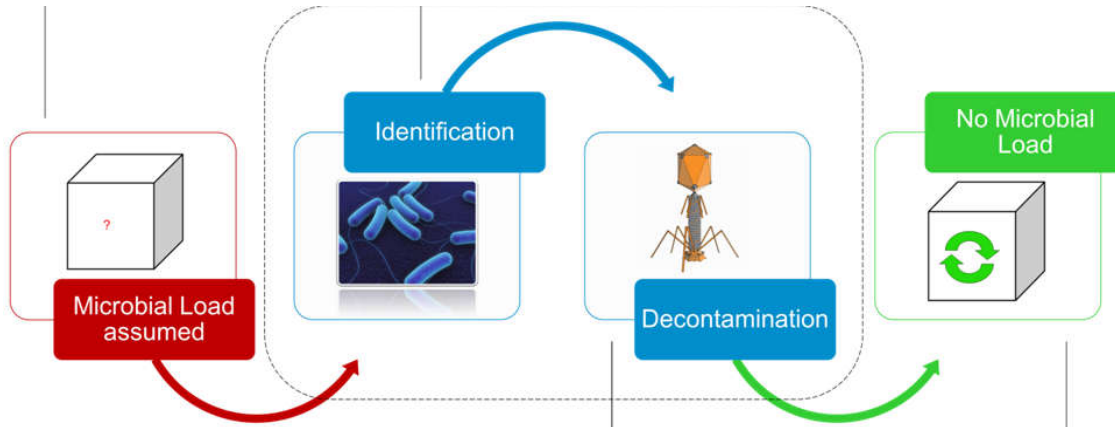 ?
Microbial Load
assumed
Identification
Decontamination
No Microbial
Load